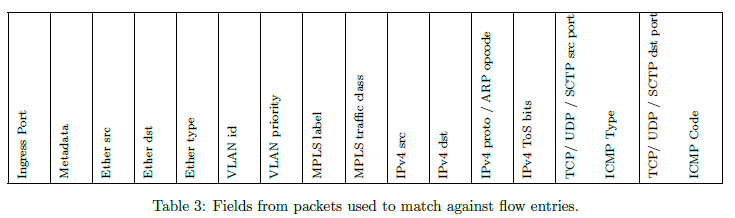 Ingress Port
Metadata
Ether src
Ether dst
Ether type
VLAN id
VLAN priority
MPLS label
MPLS traffic class
IPv4 src
IPv4 dst
IPv4 proto / ARP opcode
IPv4 ToS bits
TCP/ UDP / SCTP src port
ICMP Type
TCP/ UDP / SCTP dst port
ICMP Code
Table 3: Fields from packets used to match against flow entries.